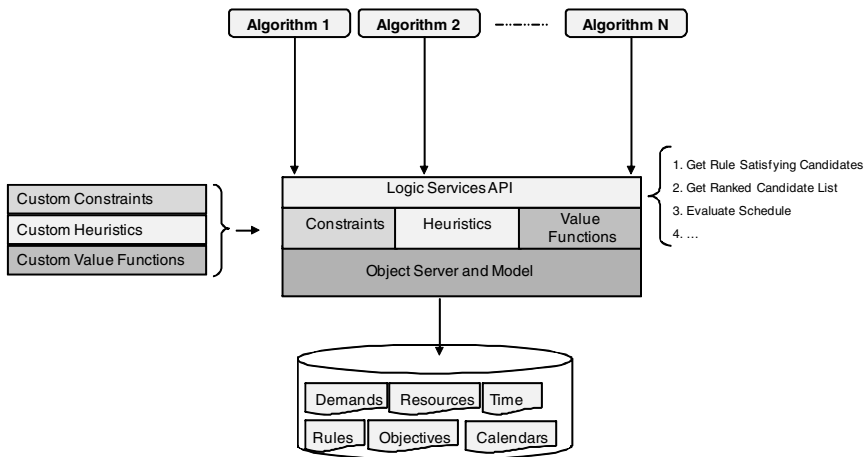 Algorithm 1
Algorithm 2
Algorithm N
Logic Services API
Constraints
Heuristics
Value
Functions
Object Server and Model
Custom Constraints
Custom Heuristics
Custom Value Functions
1. Get Rule Satisfying Candidates
2. Get Ranked Candidate List
3. Evaluate Schedule
4. ...
Demands
Resources
Time
Rules
Objectives
Calendars